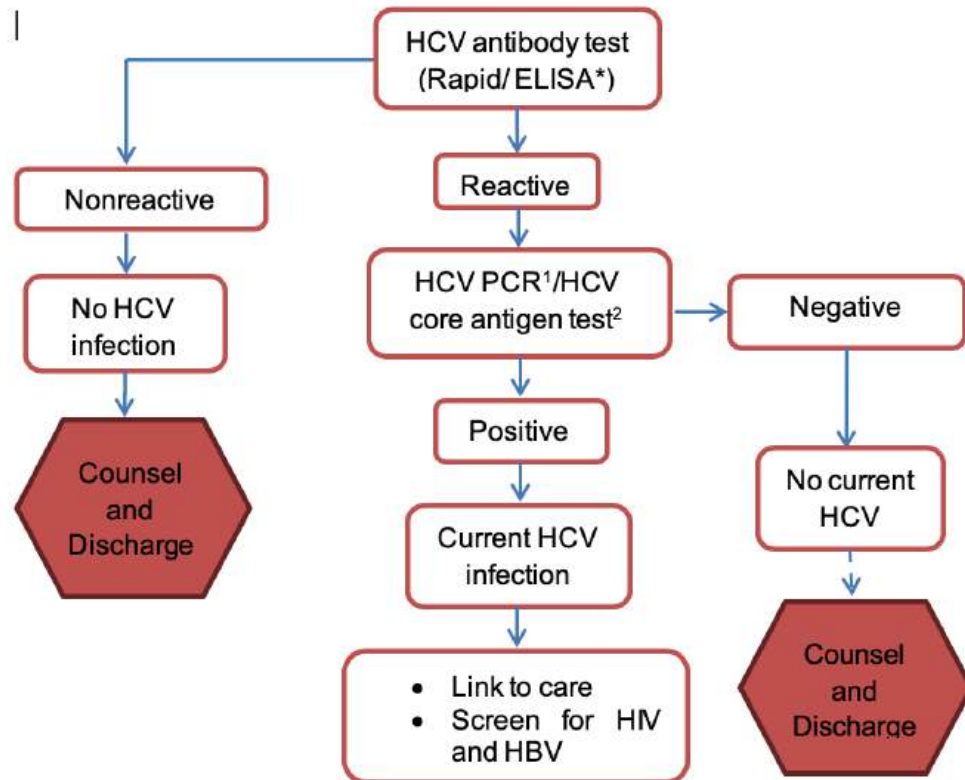 HCV antibody test
(Rapid/ ELISA*)
Nonreactive
Reactive
No HCV
infection
HCV PCR¹/HCV
core antigen test²
Negative
Positive
Counsel
and
Discharge
No current
HCV
Current HCV
infection
Counsel
and
Discharge
• Link to care
• Screen for HIV
and HBV